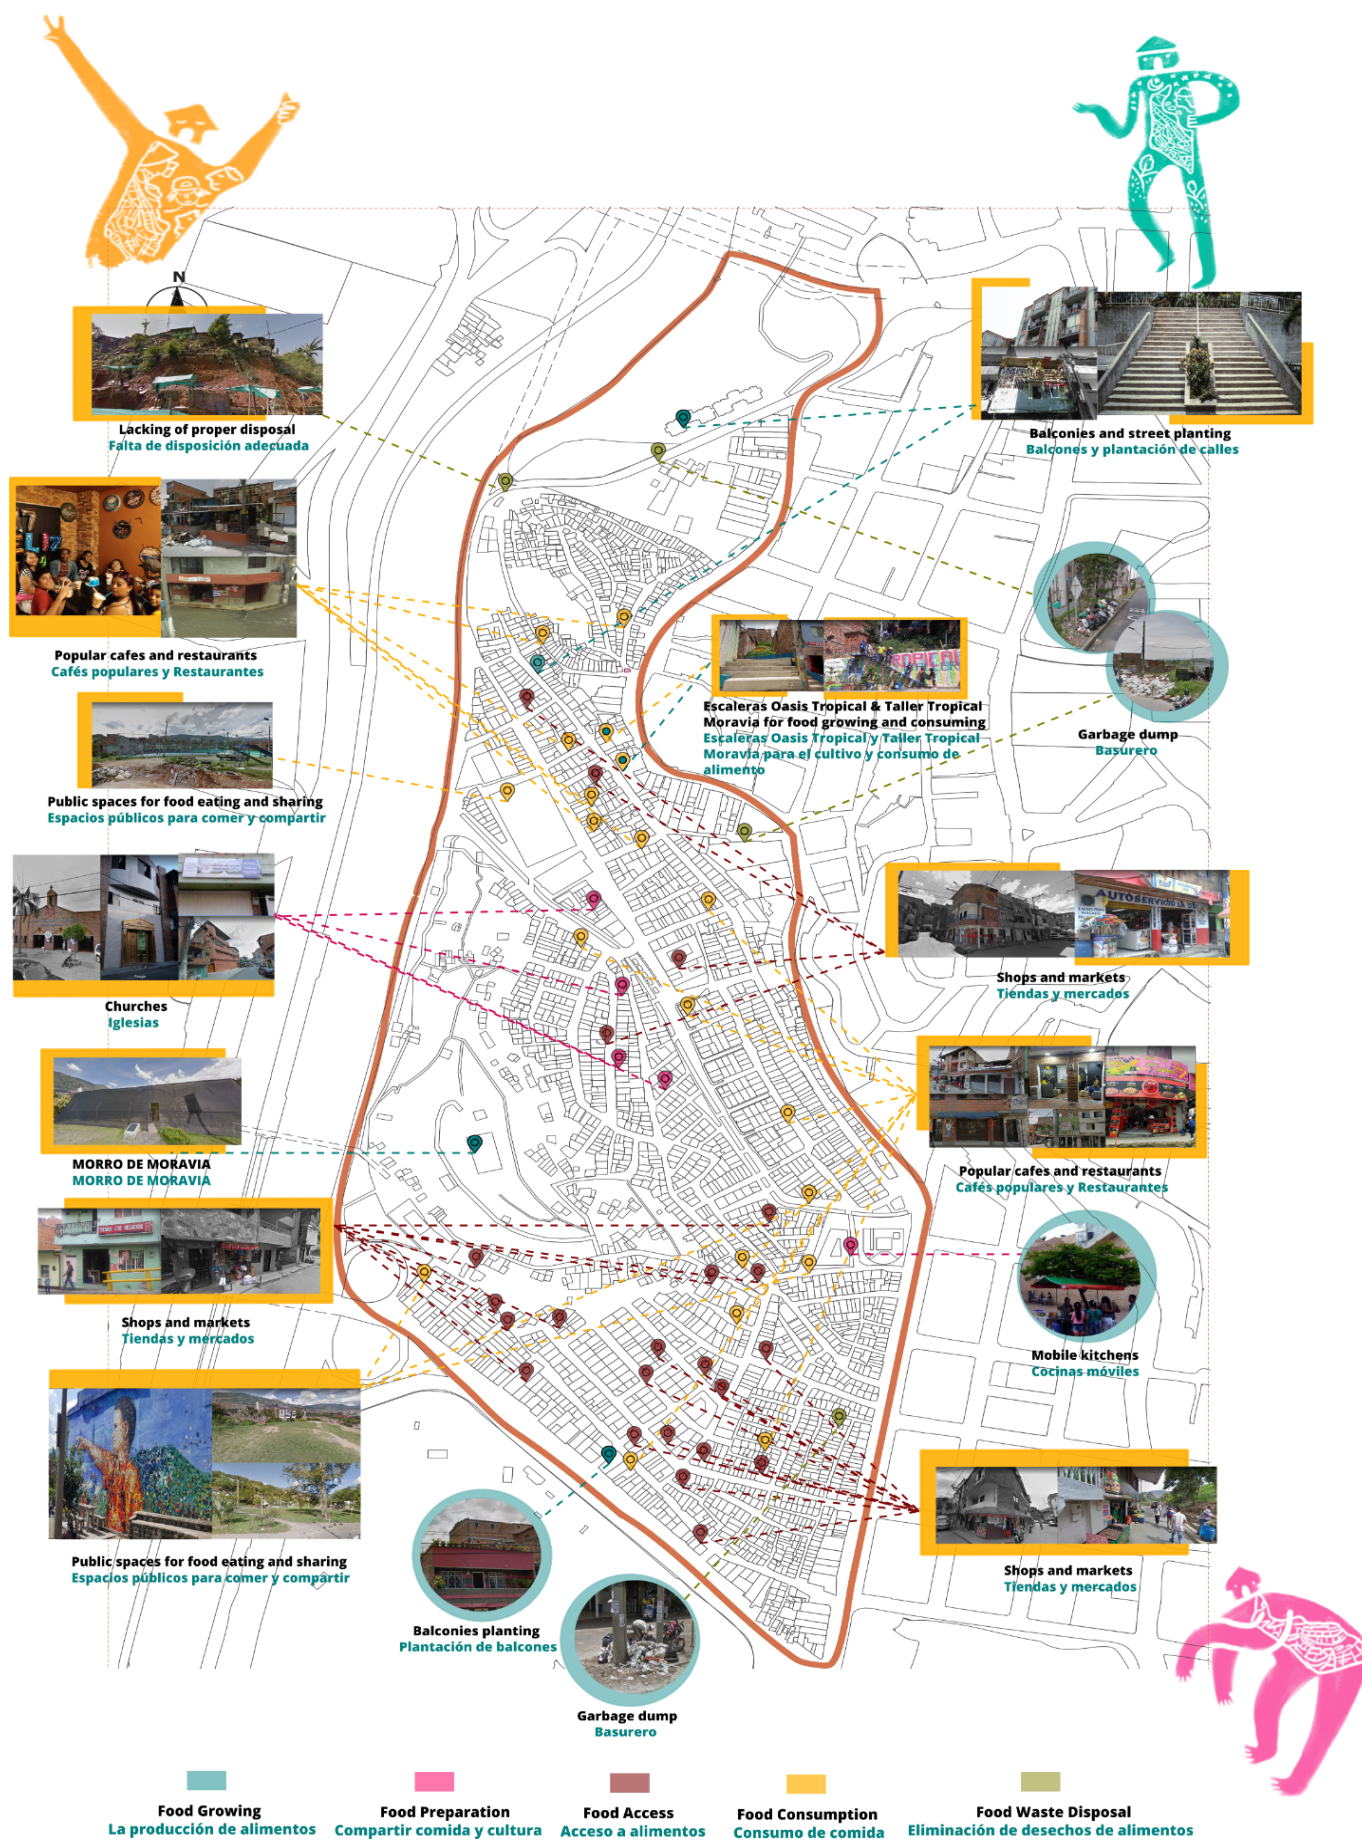 N
Lacking of proper disposal
Falta de disposición adecuada
Balconies and street planting
Balcones y plantación de calles
Popular cafes and restaurants
Cafés populares y Restaurantes
TROPICAL
Escaleras Oasis Tropical & Taller Tropical
Moravia for food growing and consuming
Escaleras Oasis Tropical y Taller Tropical
Moravia para el cultivo y consumo de
alimento
Garbage dump
Basurero
Public spaces for food eating and sharing
Espacios públicos para comer y compartir
AUTOSERVICIO LA 55
Shops and markets
Tiendas y mercados
Churches
Iglesias
MORRO DE MORAVIA
MORRO DE MORAVIA
Popular cafes and restaurants
Cafés populares y Restaurantes
Shops and markets
Tiendas y mercados
Mobile kitchens
Cocinas móviles
Public spaces for food eating and sharing
Espacios públicos para comer y compartir
Shops and markets
Tiendas y mercados
Balconies planting
Plantación de balcones
Garbage dump
Basurero
Food Growing
La producción de alimentos
Food Preparation
Compartir comida y cultura
Food Access
Acceso a alimentos
Food Consumption
Consumo de comida
Food Waste Disposal
Eliminación de desechos de alimentos